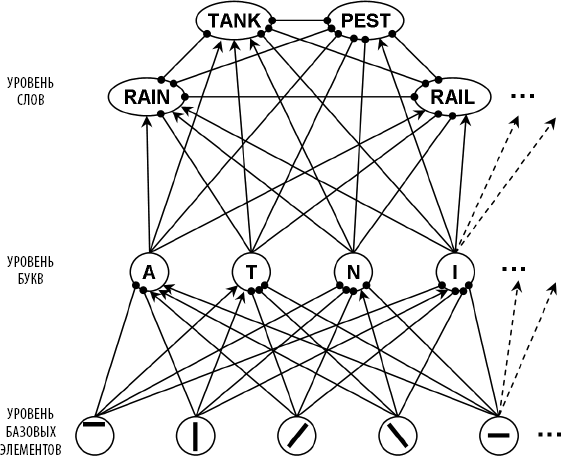 TANK PEST
УРОВЕНЬ
СЛОВ
RAIN RAIL ...
УРОВЕНЬ
БУКВ
A T N I ...
УРОВЕНЬ
БАЗОВЫХ
ЭЛЕМЕНТОВ
...